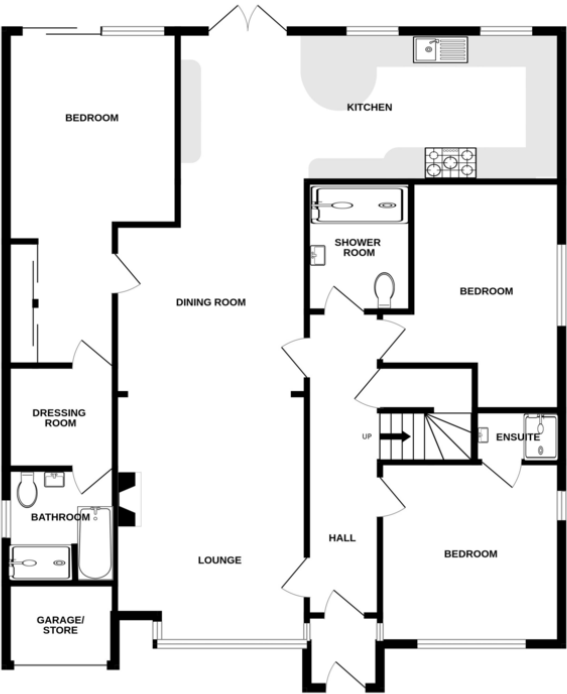 BEDROOM
KITCHEN
SHOWER
ROOM
BEDROOM
DINING ROOM
DRESSING
ROOM
UP
ENSUITE
BATHROOM
HALL
BEDROOM
LOUNGE
GARAGE/
STORE